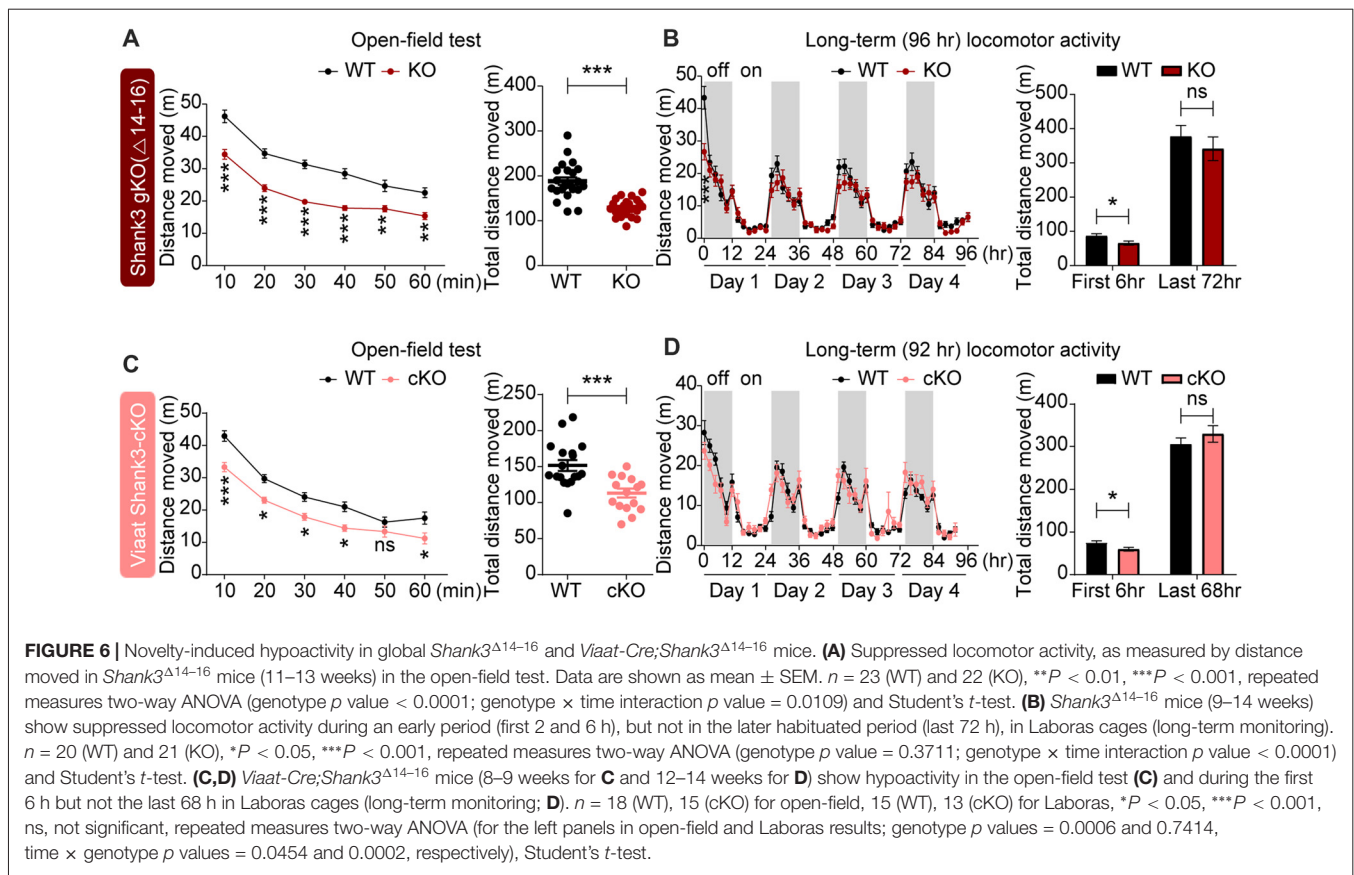 A
Open-field test
Shank3 gKO(△14-16)
WT KO
Distance moved (m)
50
40
30
20
10
0
***
***
***
***
**
**
10 20 30 40 50 60 (min)
Total distance moved (m)
400
300
200
100
0
***
WT KO
B
Long-term (96 hr) locomotor activity
off on
WT KO
Distance moved (m)
50
40
30
20
10
0
***
0 12 24 36 48 60 72 84 96 (hr)
Day 1 Day 2 Day 3 Day 4
WT KO
Total distance moved (m)
500
400
300
200
100
0
*
ns
First 6hr Last 72hr
C
Open-field test
Viaat Shank3-cKO
WT cKO
Distance moved (m)
50
40
30
20
10
0
***
*
*
*
ns
*
10 20 30 40 50 60 (min)
Total distance moved (m)
250
200
150
100
50
0
***
WT cKO
D
Long-term (92 hr) locomotor activity
off on
WT cKO
Distance moved (m)
40
30
20
10
0
0 12 24 36 48 60 72 84 96 (hr)
Day 1 Day 2 Day 3 Day 4
WT cKO
Total distance moved (m)
400
300
200
100
0
*
ns
First 6hr Last 68hr
FIGURE 6 | Novelty-induced hypoactivity in global Shank3Δ14–16 and Viaat-Cre;Shank3Δ14–16 mice. (A) Suppressed locomotor activity, as measured by distance
moved in Shank3Δ14–16 mice (11–13 weeks) in the open-field test. Data are shown as mean ± SEM. n = 23 (WT) and 22 (KO), **P < 0.01, ***P < 0.001, repeated
measures two-way ANOVA (genotype p value < 0.0001; genotype × time interaction p value = 0.0109) and Student's t-test. (B) Shank3Δ14–16 mice (9–14 weeks)
show suppressed locomotor activity during an early period (first 2 and 6 h), but not in the later habituated period (last 72 h), in Laboras cages (long-term monitoring).
n = 20 (WT) and 21 (KO), *P < 0.05, ***P < 0.001, repeated measures two-way ANOVA (genotype p value = 0.3711; genotype × time interaction p value < 0.0001)
and Student's t-test. (C,D) Viaat-Cre;Shank3Δ14–16 mice (8–9 weeks for C and 12–14 weeks for D) show hypoactivity in the open-field test (C) and during the first
6 h but not the last 68 h in Laboras cages (long-term monitoring; D). n = 18 (WT), 15 (cKO) for open-field, 15 (WT), 13 (cKO) for Laboras, *P < 0.05, ***P < 0.001,
ns, not significant, repeated measures two-way ANOVA (for the left panels in open-field and Laboras results; genotype p values = 0.0006 and 0.7414,
time × genotype p values = 0.0454 and 0.0002, respectively), Student's t-test.